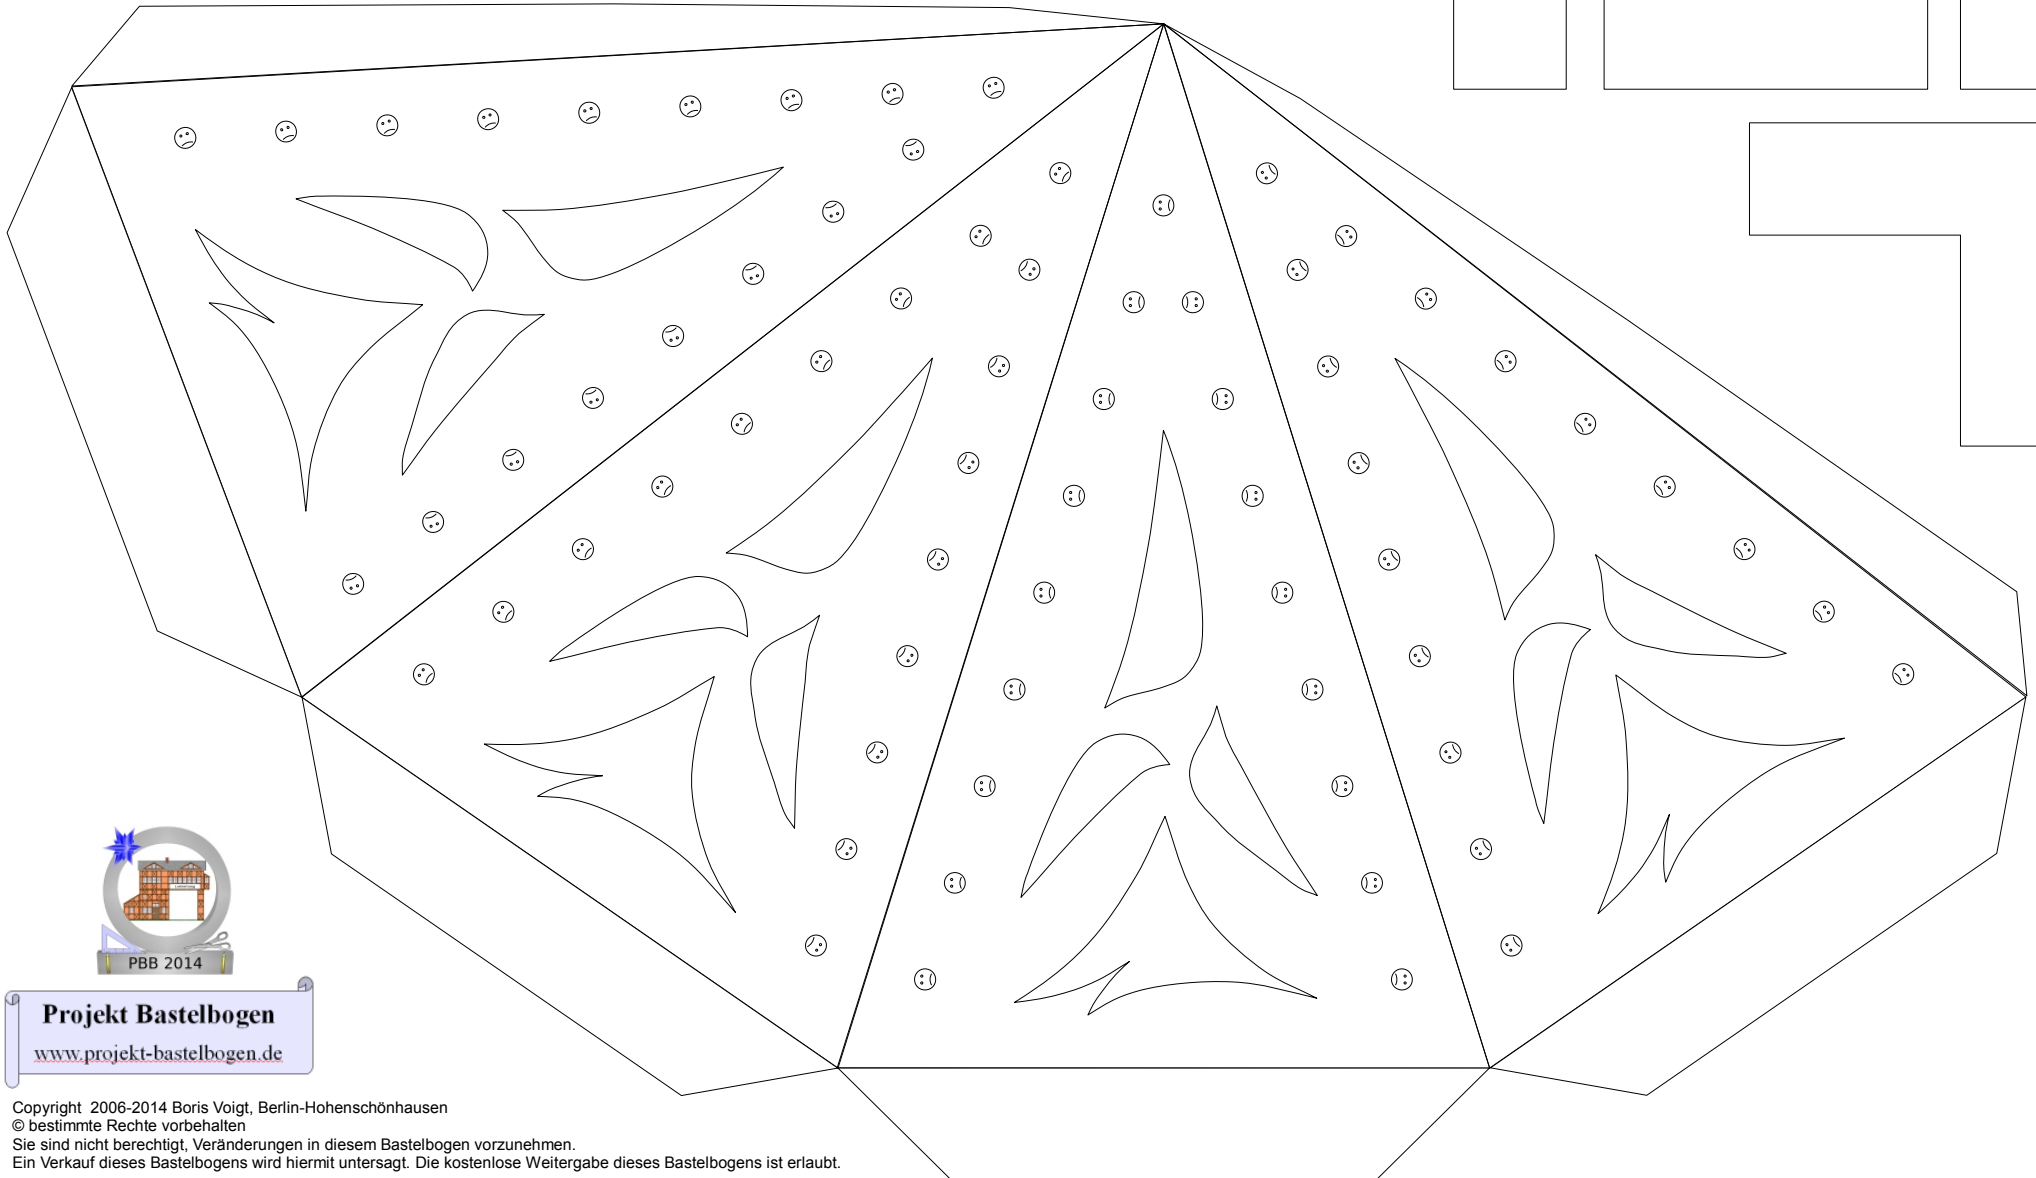 PBB 2014
Projekt Bastelbogen
www.projekt-bastelbogen.de
Copyright  2006-2014 Boris Voigt, Berlin-Hohenschönhausen
© bestimmte Rechte vorbehalten
Sie sind nicht berechtigt, Veränderungen in diesem Bastelbogen vorzunehmen.
Ein Verkauf dieses Bastelbogens wird hiermit untersagt. Die kostenlose Weitergabe dieses Bastelbogens ist erlaubt.